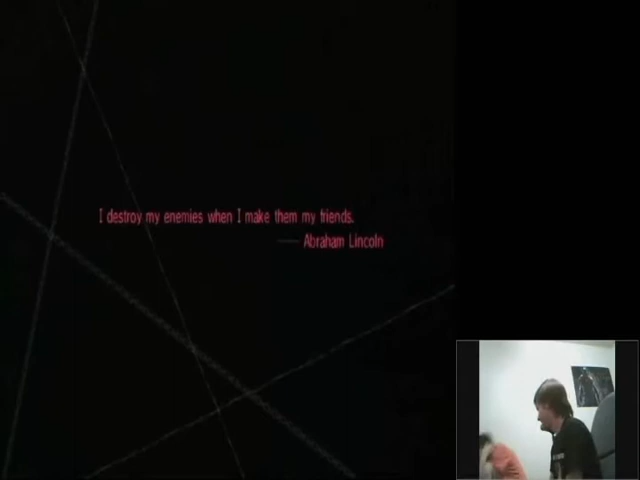 I destroy my enemies when I make them my friends.
— Abraham Lincoln